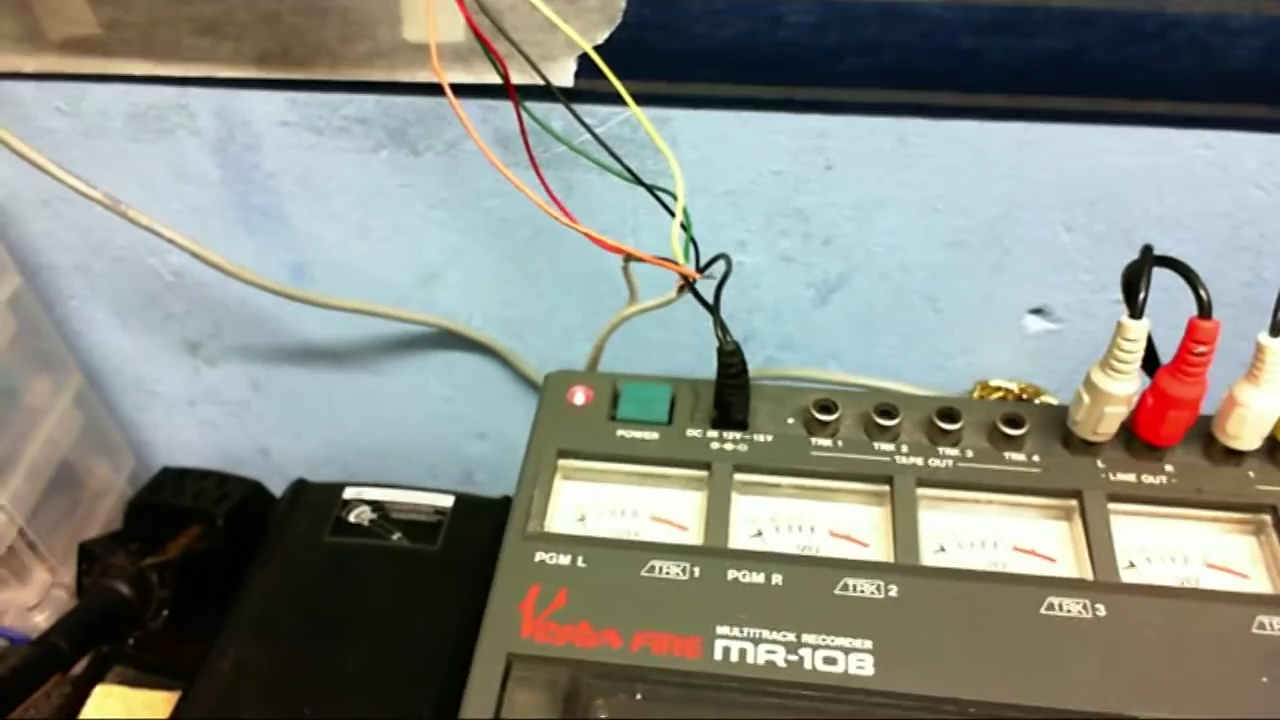 POWER
DC IN 12V-15V
TRK 1 TRK 2 TRK 3 TRK 4
TAPE OUT
L R
LINE OUT
PGM L TRK 1 PGM R TRK 2 TRK 3
Vesta FIRE MULTITRACK RECORDER
MR-10B